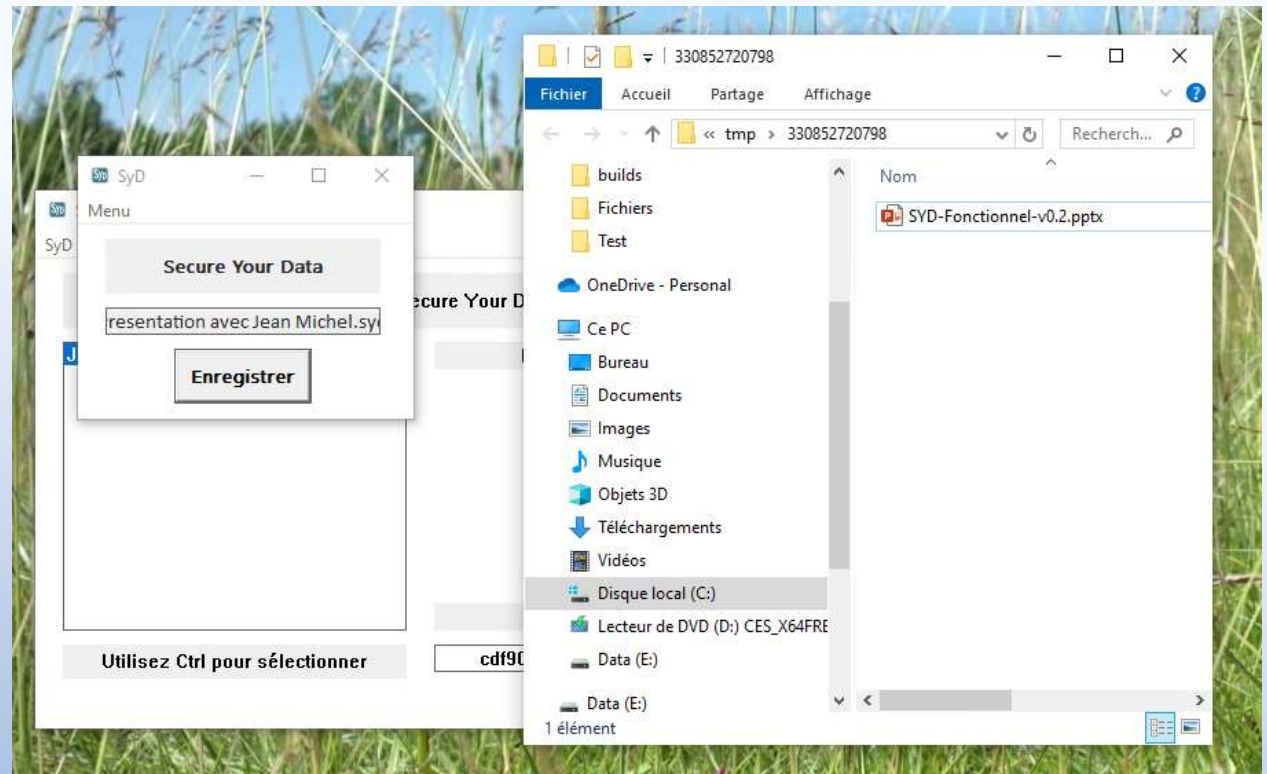 330852720798
Fichier Accueil Partage Affichage
« tmp › 330852720798 Recherch...
builds
Fichiers
Test
OneDrive - Personal
Ce PC
Bureau
Documents
Images
Musique
Objets 3D
Téléchargements
Vidéos
Disque local (C:)
Lecteur de DVD (D:) CES_X64FRE
Data (E:)
Data (E:)
1 élément
Nom
SYD-Fonctionnel-v0.2.pptx
SyD
Menu
Secure Your Data
resentation avec Jean Michel.sy
Enregistrer
SyD
ecure Your D
J
Utilisez Ctrl pour sélectionner
cdf90